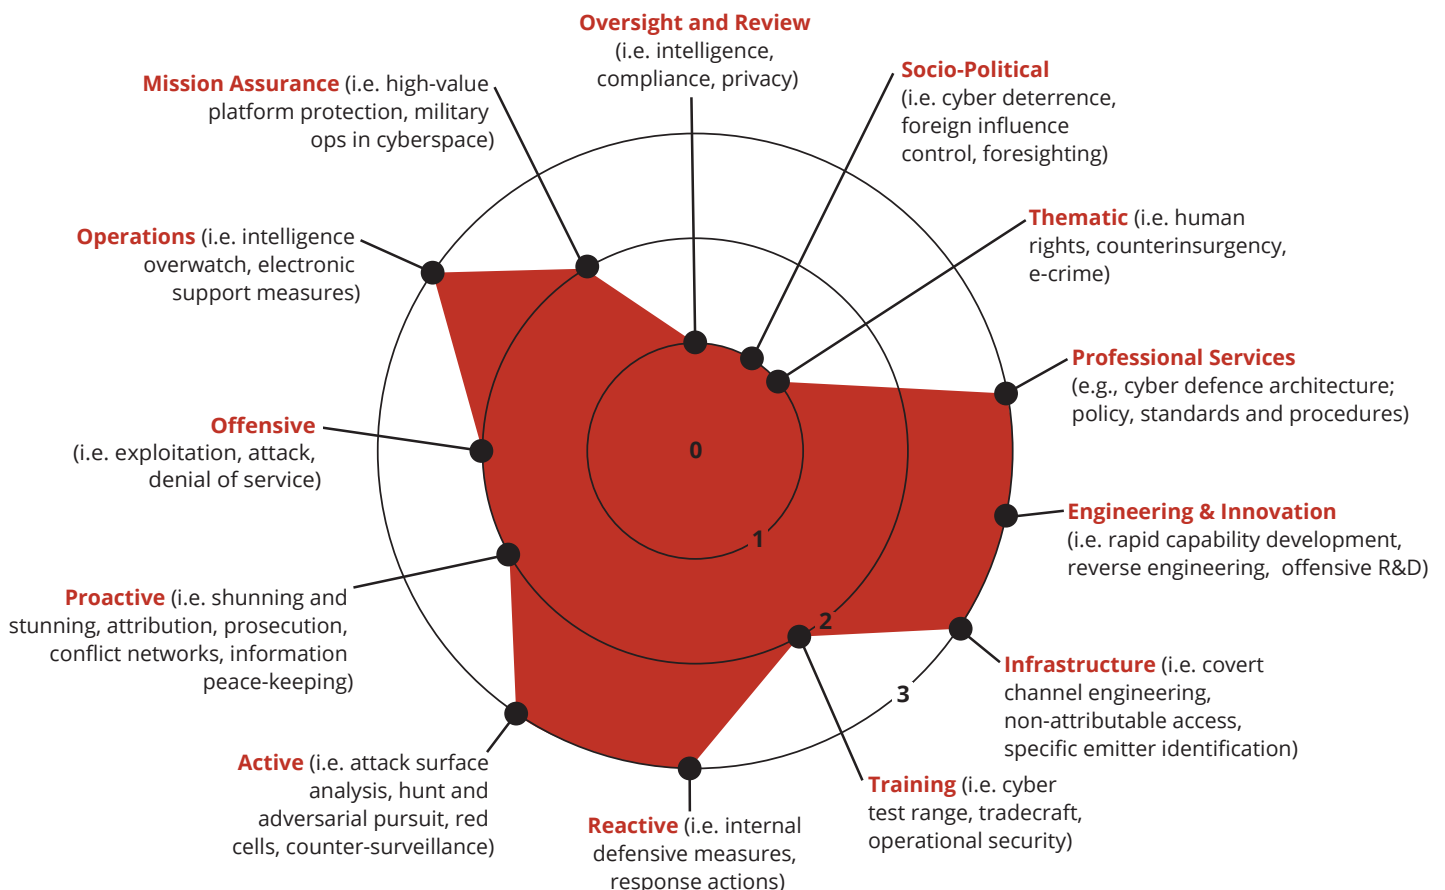 Oversight and Review
(i.e. intelligence,
compliance, privacy)
Socio-Political
(i.e. cyber deterrence,
foreign influence
control, foresighting)
Thematic (i.e. human
rights, counterinsurgency,
e-crime)
Professional Services
(e.g., cyber defence architecture;
policy, standards and procedures)
Engineering & Innovation
(i.e. rapid capability development,
reverse engineering, offensive R&D)
Infrastructure (i.e. covert
channel engineering,
non-attributable access,
specific emitter identification)
Training (i.e. cyber
test range, tradecraft,
operational security)
Reactive (i.e. internal
defensive measures,
response actions)
Active (i.e. attack surface
analysis, hunt and
adversarial pursuit, red
cells, counter-surveillance)
Proactive (i.e. shunning and
stunning, attribution, prosecution,
conflict networks, information
peace-keeping)
Offensive
(i.e. exploitation, attack,
denial of service)
Operations (i.e. intelligence
overwatch, electronic
support measures)
Mission Assurance (i.e. high-value
platform protection, military
ops in cyberspace)
0
1
2
3